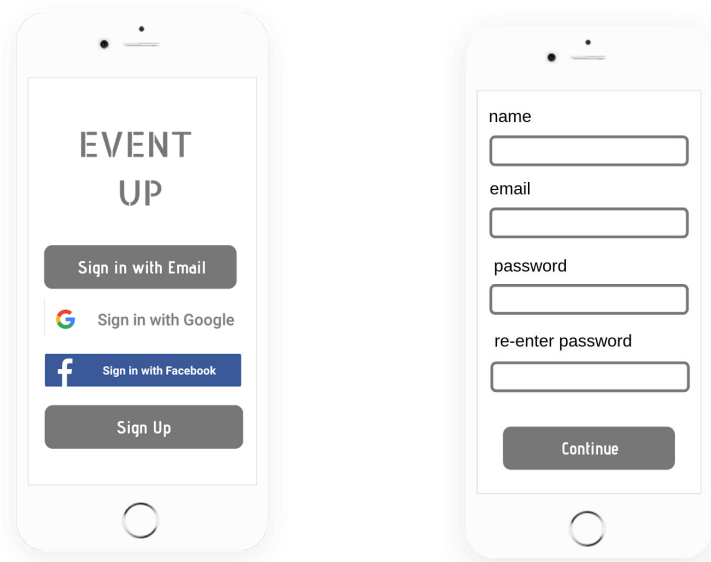 EVENT
UP
Sign in with Email
Sign in with Google
Sign in with Facebook
Sign Up
name
email
password
re-enter password
Continue